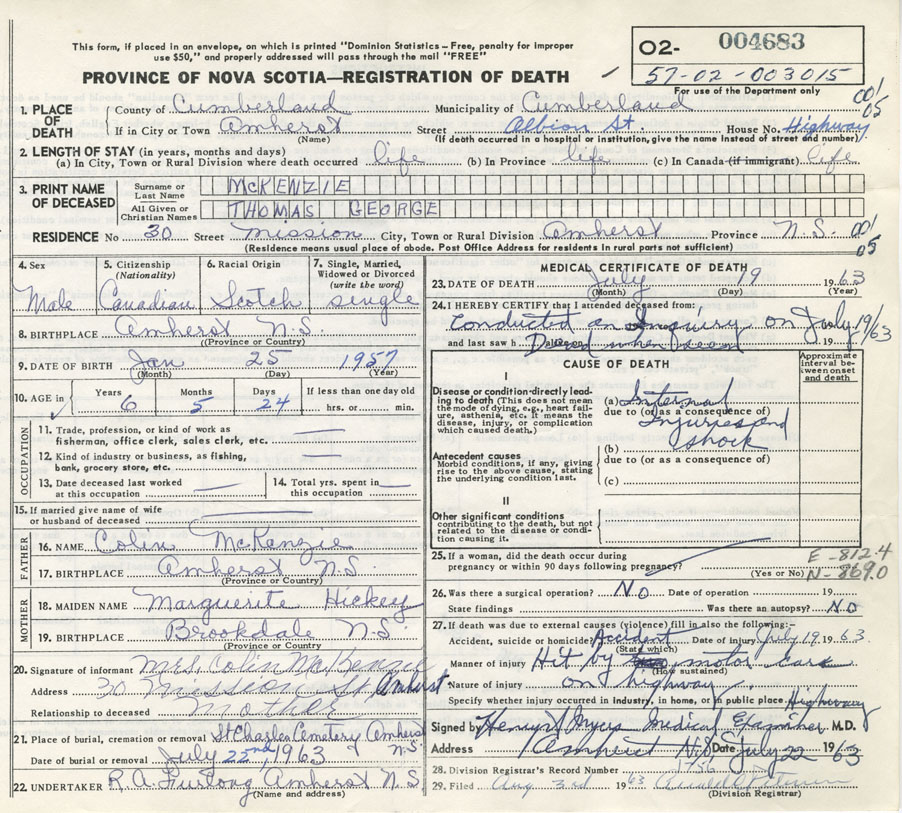 This form, if placed in an envelope, on which is printed "Dominion Statistics – Free, penalty for improper
use $50," and properly addressed will pass through the mail "FREE"
PROVINCE OF NOVA SCOTIA—REGISTRATION OF DEATH
02- 004683
57-02-003015
For use of the Department only
1. PLACE OF DEATH County of Cumberland Municipality of Cumberland 00/05
If in City or Town Amherst Street Albion St. House No. Highway
(Name) (If death occurred in a hospital or institution, give the name instead of street and number)
2. LENGTH OF STAY (in years, months and days)
(a) In City, Town or Rural Division where death occurred life (b) In Province life (c) In Canada (if immigrant) life
3. PRINT NAME OF DECEASED Surname or Last Name McKENZIE
All Given or Christian Names THOMAS GEORGE
RESIDENCE No 30 Street Mission City, Town or Rural Division Amherst Province N.S. 00/05
(Residence means usual place of abode. Post Office Address for residents in rural parts not sufficient)
4. Sex 5. Citizenship (Nationality) 6. Racial Origin 7. Single, Married, Widowed or Divorced (write the word)
Male Canadian Scotch single
8. BIRTHPLACE Amherst N.S.
(Province or Country)
9. DATE OF BIRTH Jan 25 1957
(Month) (Day) (Year)
10. AGE in Years Months Days If less than one day old
6 5 24 hrs. or min.
OCCUPATION
11. Trade, profession, or kind of work as
fisherman, office clerk, sales clerk, etc. —
12. Kind of industry or business, as fishing,
bank, grocery store, etc. —
13. Date deceased last worked at this occupation — 14. Total yrs. spent in this occupation —
15. If married give name of wife
or husband of deceased —
FATHER
16. NAME Colin McKenzie
17. BIRTHPLACE Amherst N.S.
(Province or Country)
MOTHER
18. MAIDEN NAME Marguerite Hickey
19. BIRTHPLACE Brookdale N.S.
(Province or Country)
20. Signature of informant Mrs Colin McKenzie
Address 30 Mission St Amherst.
Relationship to deceased Mother
21. Place of burial, cremation or removal St Charles Cemetery Amherst N.S.
Date of burial or removal July 22nd, 1963
22. UNDERTAKER R.A. Furlong Amherst N.S.
(Name and address)
MEDICAL CERTIFICATE OF DEATH
23. DATE OF DEATH July 19 1963
(Month) (Day) (Year)
24. I HEREBY CERTIFY that I attended deceased from:
Conducted an Inquiry on July 19/63
and last saw h Dead when seen 19
CAUSE OF DEATH
Approximate interval between onset and death
I
Disease or condition directly leading to death (This does not mean the mode of dying, e.g., heart failure, asthenia, etc. It means the disease, injury, or complication which caused death.)
(a) Internal
due to (or as a consequence of)
Injuries and
shock
(b)
due to (or as a consequence of)
(c)
Antecedent causes
Morbid conditions, if any, giving rise to the above cause, stating the underlying condition last.
II
Other significant conditions
contributing to the death, but not related to the disease or condition causing it.
25. If a woman, did the death occur during
pregnancy or within 90 days following pregnancy?
(Yes or No)
E-812.4
N-869.0
26. Was there a surgical operation? No Date of operation 19
State findings Was there an autopsy? No
27. If death was due to external causes (violence) fill in also the following:–
Accident, suicide or homicide? Accident Date of injury July 19 1963.
(State which)
Manner of injury Hit by motor car
(How sustained)
Nature of injury on highway
Specify whether injury occurred in industry, in home, or in public place Highway
Signed by Medical Examiner M.D.
Address Amherst N.S. Date July 22 1963
28. Division Registrar's Record Number
29. Filed Aug 3rd 1963
(Division Registrar)